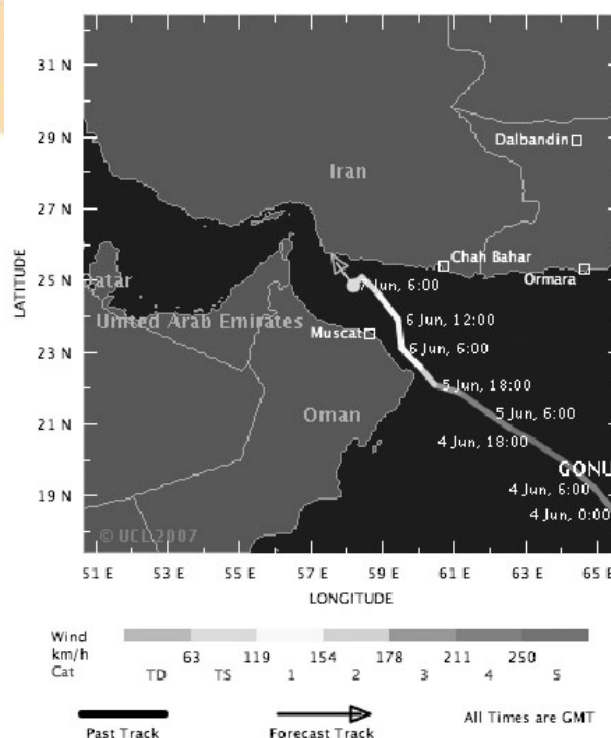 31 N
29 N
27 N
25 N
23 N
21 N
19 N
LATITUDE
Dalbandin
Iran
Chah Bahar
Ormara
Jun, 6:00
atar
United Arab Emirates
6 Jun, 12:00
Muscat
6 Jun, 6:00
5 Jun, 18:00
Oman
5 Jun, 6:00
4 Jun, 18:00
GONU
4 Jun, 6:00
4 Jun, 0:00
© UCL 2007
51 E 53 E 55 E 57 E 59 E 61 E 63 E 65 E
LONGITUDE
Wind
km/h 63 119 154 178 211 250
Cat TD TS 1 2 3 4 5
Past Track Forecast Track All Times are GMT